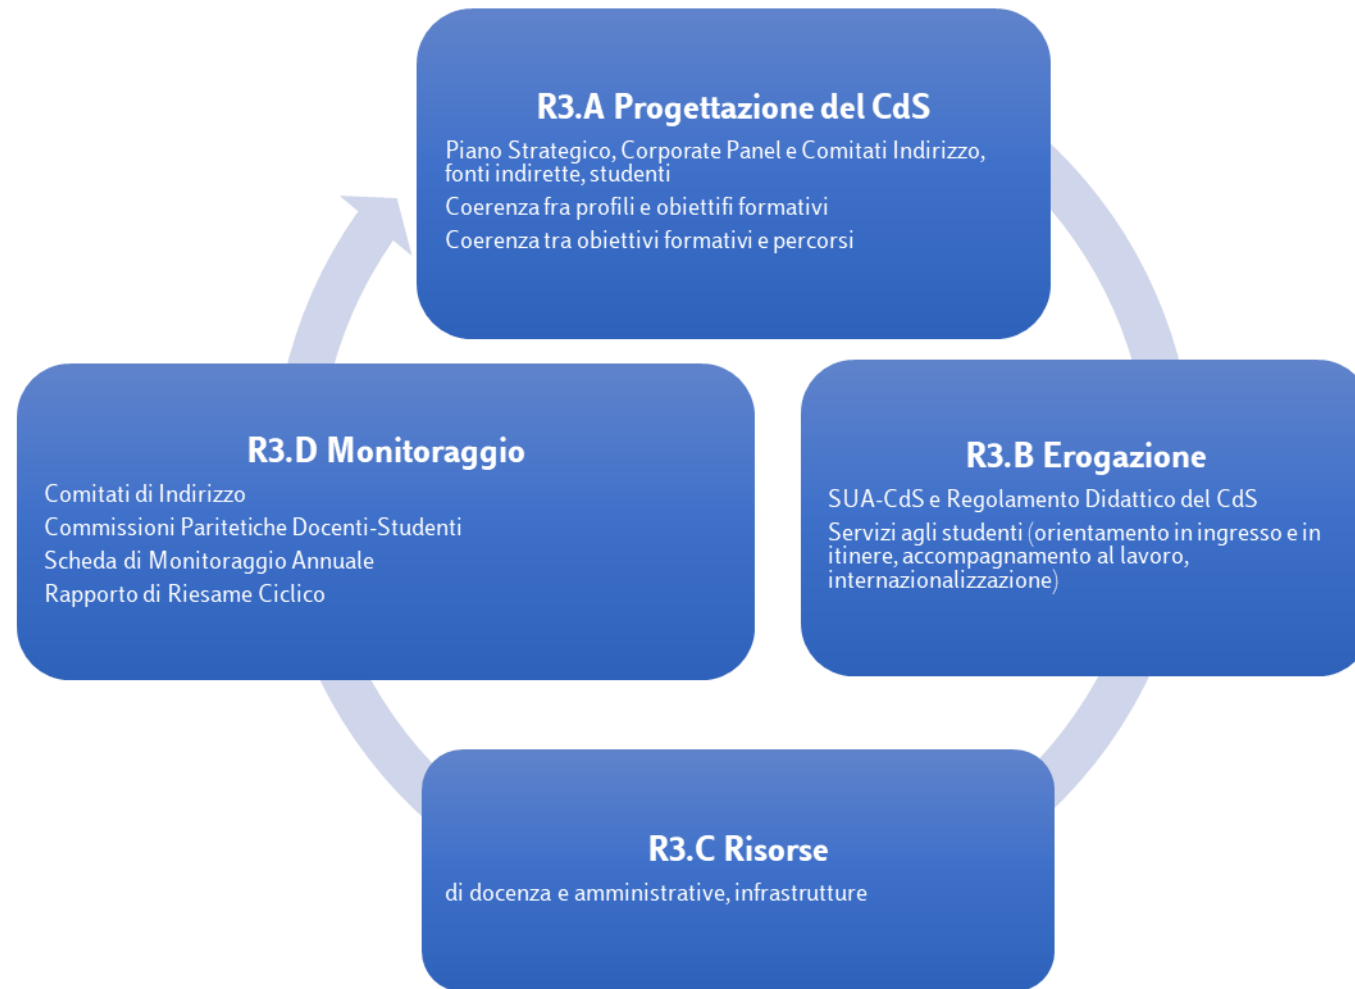 R3.A Progettazione del CdS
Piano Strategico, Corporate Panel e Comitati Indirizzo,
fonti indirette, studenti
Coerenza fra profili e obiettifi formativi
Coerenza tra obiettivi formativi e percorsi
R3.B Erogazione
SUA-CdS e Regolamento Didattico del CdS
Servizi agli studenti (orientamento in ingresso e in
itinere, accompagnamento al lavoro,
internazionalizzazione)
R3.C Risorse
di docenza e amministrative, infrastrutture
R3.D Monitoraggio
Comitati di Indirizzo
Commissioni Paritetiche Docenti-Studenti
Scheda di Monitoraggio Annuale
Rapporto di Riesame Ciclico